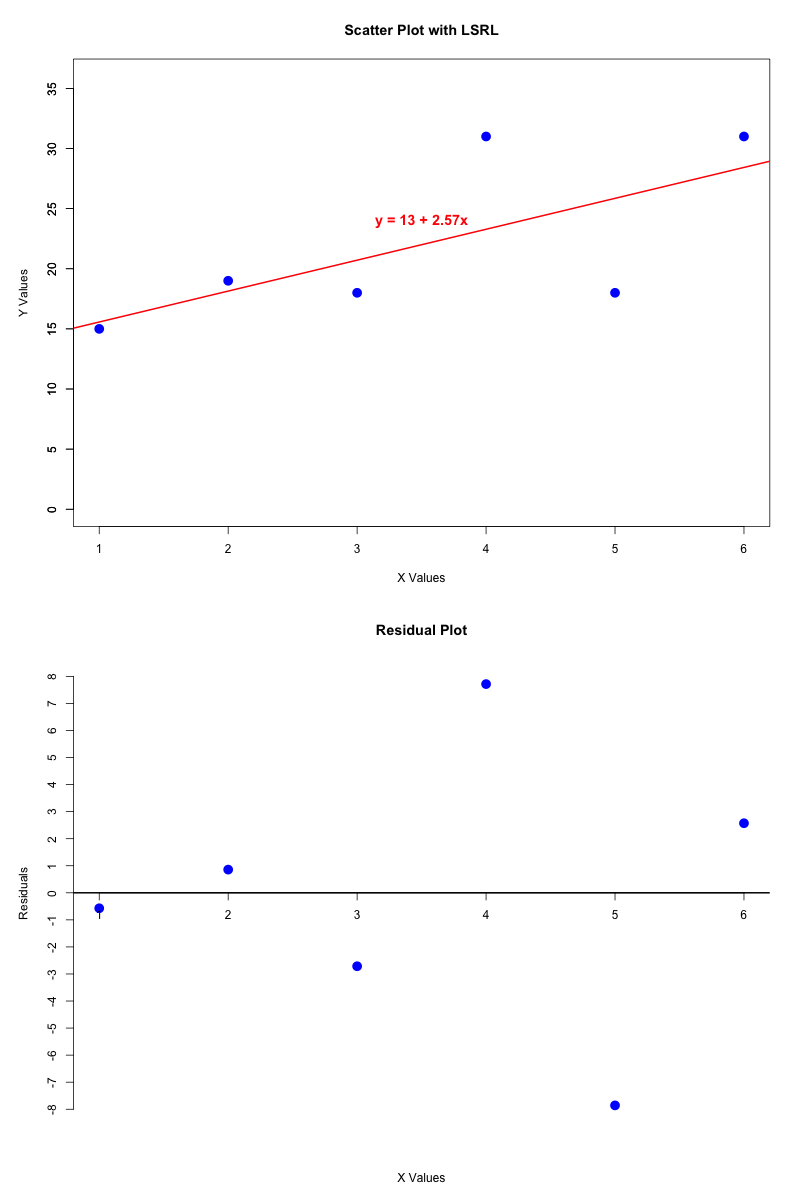 Scatter Plot with LSRL
35
30
25
20
15
10
5
0
Y Values
y = 13 + 2.57x
1 2 3 4 5 6
X Values
Residual Plot
8
7
6
5
4
3
2
1
0
-1
-2
-3
-4
-5
-6
-7
-8
Residuals
2 3 4 5 6
X Values